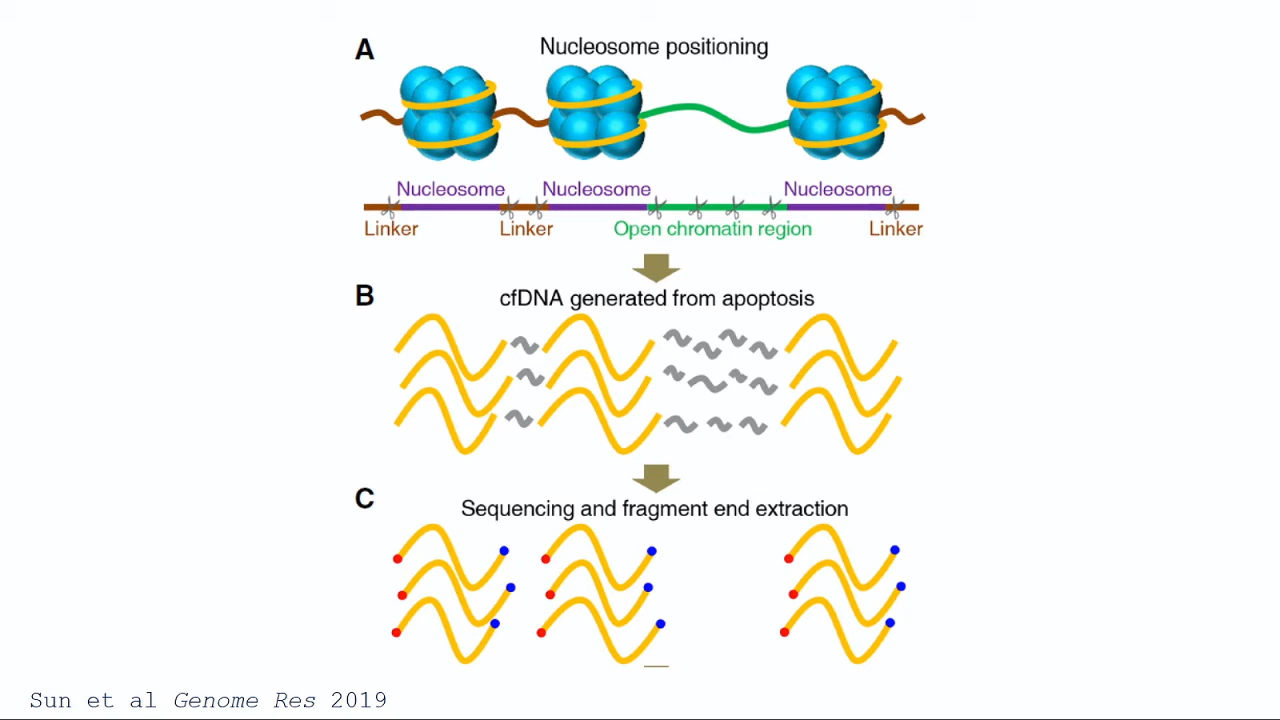 A
Nucleosome positioning
Nucleosome Nucleosome Nucleosome
Linker Linker Open chromatin region Linker
B
cfDNA generated from apoptosis
C
Sequencing and fragment end extraction
Sun et al Genome Res 2019